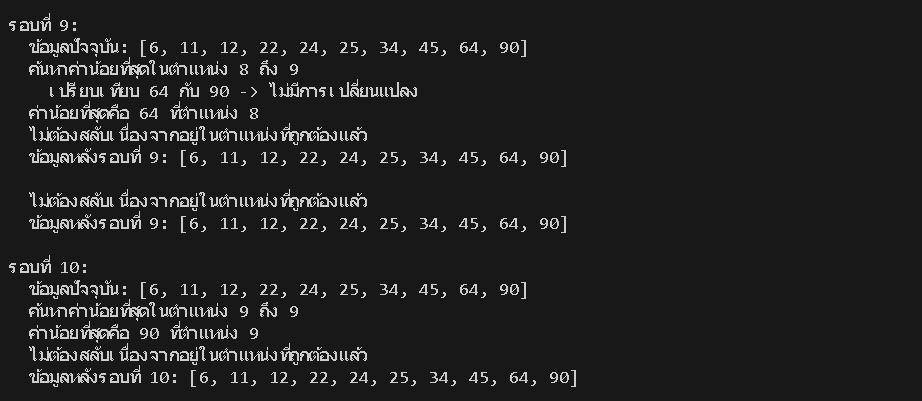 รอบที่ 9:
ข้อมูลปัจจุบัน: [6, 11, 12, 22, 24, 25, 34, 45, 64, 90]
ค้นหาค่าน้อยที่สุดในตำแหน่ง 8 ถึง 9
เปรียบเทียบ 64 กับ 90 -> ไม่มีการเปลี่ยนแปลง
ค่าน้อยที่สุดคือ 64 ที่ตำแหน่ง 8
ไม่ต้องสลับเนื่องจากอยู่ในตำแหน่งที่ถูกต้องแล้ว
ข้อมูลหลังรอบที่ 9: [6, 11, 12, 22, 24, 25, 34, 45, 64, 90]
ไม่ต้องสลับเนื่องจากอยู่ในตำแหน่งที่ถูกต้องแล้ว
ข้อมูลหลังรอบที่ 9: [6, 11, 12, 22, 24, 25, 34, 45, 64, 90]
รอบที่ 10:
ข้อมูลปัจจุบัน: [6, 11, 12, 22, 24, 25, 34, 45, 64, 90]
ค้นหาค่าน้อยที่สุดในตำแหน่ง 9 ถึง 9
ค่าน้อยที่สุดคือ 90 ที่ตำแหน่ง 9
ไม่ต้องสลับเนื่องจากอยู่ในตำแหน่งที่ถูกต้องแล้ว
ข้อมูลหลังรอบที่ 10: [6, 11, 12, 22, 24, 25, 34, 45, 64, 90]